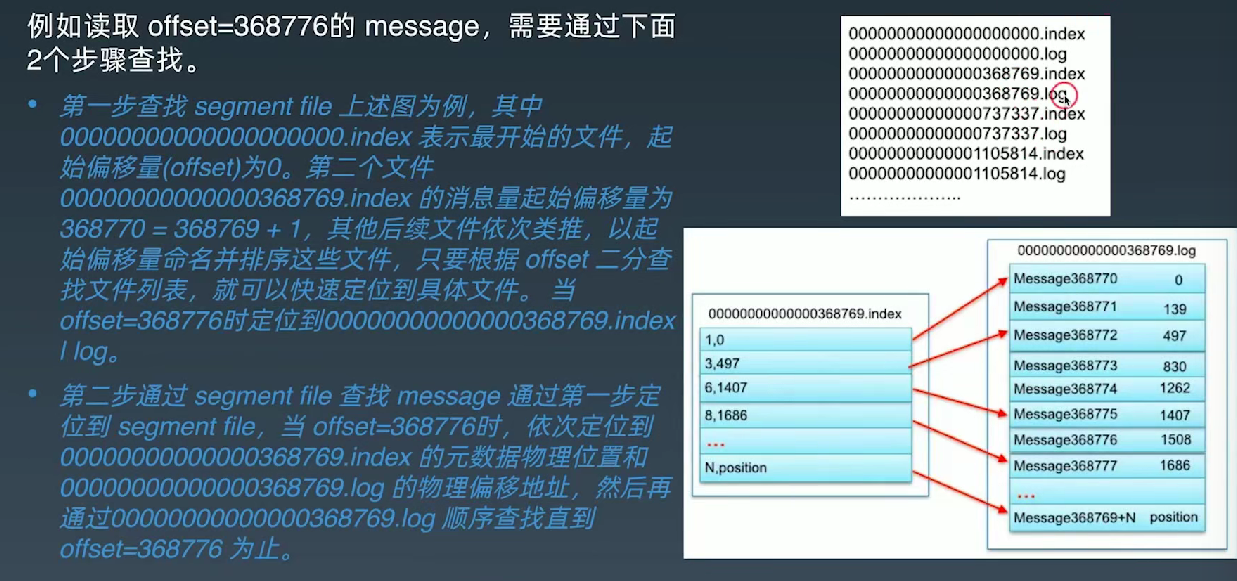 例如读取 offset=368776的 message，需要通过下面
2个步骤查找。
• 第一步查找 segment file 上述图为例，其中
00000000000000000000.index 表示最开始的文件，起
始偏移量(offset)为0。第二个文件
00000000000000368769.index 的消息量起始偏移量为
368770 = 368769 + 1，其他后续文件依次类推，以起
始偏移量命名并排序这些文件，只要根据 offset 二分查
找文件列表，就可以快速定位到具体文件。 当
offset=368776时定位到00000000000000368769.index
l log。
• 第二步通过 segment file 查找 message 通过第一步定
位到 segment file，当 offset=368776时，依次定位到
00000000000000368769.index 的元数据物理位置和
00000000000000368769.log 的物理偏移地址，然后再
通过00000000000000368769.log 顺序查找直到
offset=368776 为止。
00000000000000000000.index
00000000000000000000.log
00000000000000368769.index
00000000000000368769.log
00000000000000737337.index
00000000000000737337.log
00000000000001105814.index
00000000000001105814.log
....................
00000000000000368769.index
1,0
3,497
6,1407
8,1686
...
N,position
00000000000000368769.log
Message368770 0
Message368771 139
Message368772 497
Message368773 830
Message368774 1262
Message368775 1407
Message368776 1508
Message368777 1686
...
Message368769+N position